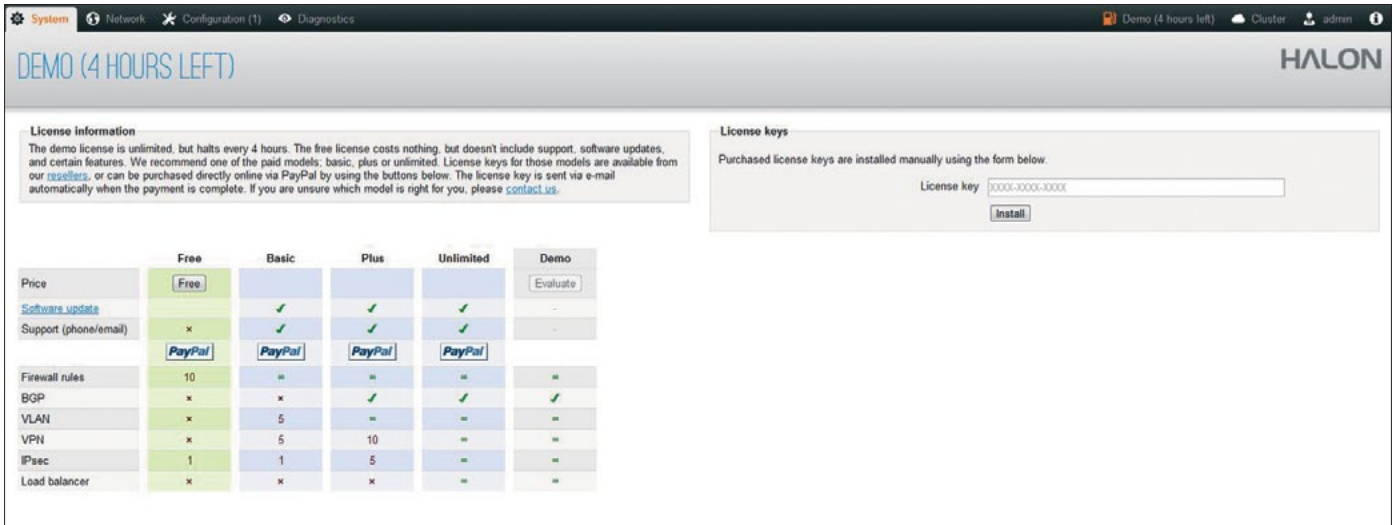 System Network Configuration (1) Diagnostics Demo (4 hours left) Cluster admin
DEMO (4 HOURS LEFT)
HALON
License information
The demo license is unlimited, but halts every 4 hours. The free license costs nothing, but doesn't include support, software updates,
and certain features. We recommend one of the paid models; basic, plus or unlimited. License keys for those models are available from
our resellers, or can be purchased directly online via PayPal by using the buttons below. The license key is sent via e-mail
automatically when the payment is complete. If you are unsure which model is right for you, please contact us.
License keys
Purchased license keys are installed manually using the form below.
License key XXXX-XXXX-XXXX
Install
Free Basic Plus Unlimited Demo
Price Free Evaluate
Software update ✓ ✓ ✓ -
Support (phone/email) × ✓ ✓ ✓ -
PayPal PayPal PayPal PayPal
Firewall rules 10 ∞ ∞ ∞ ∞
BGP × × ✓ ✓ ✓
VLAN × 5 ∞ ∞ ∞
VPN × 5 10 ∞ ∞
IPsec 1 1 5 ∞ ∞
Load balancer × × × ∞ ∞